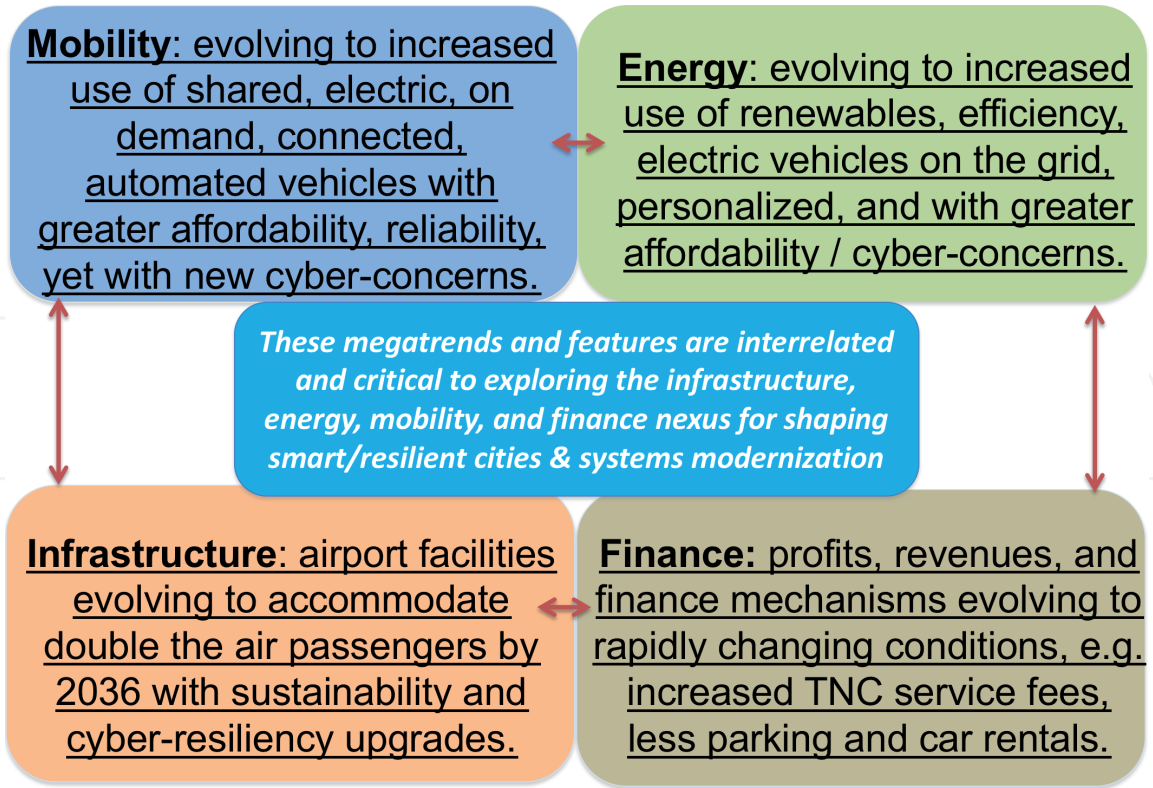 Mobility: evolving to increased
use of shared, electric, on
demand, connected,
automated vehicles with
greater affordability, reliability,
yet with new cyber-concerns.
Energy: evolving to increased
use of renewables, efficiency,
electric vehicles on the grid,
personalized, and with greater
affordability / cyber-concerns.
These megatrends and features are interrelated
and critical to exploring the infrastructure,
energy, mobility, and finance nexus for shaping
smart/resilient cities & systems modernization
Infrastructure: airport facilities
evolving to accommodate
double the air passengers by
2036 with sustainability and
cyber-resiliency upgrades.
Finance: profits, revenues, and
finance mechanisms evolving to
rapidly changing conditions, e.g.
increased TNC service fees,
less parking and car rentals.